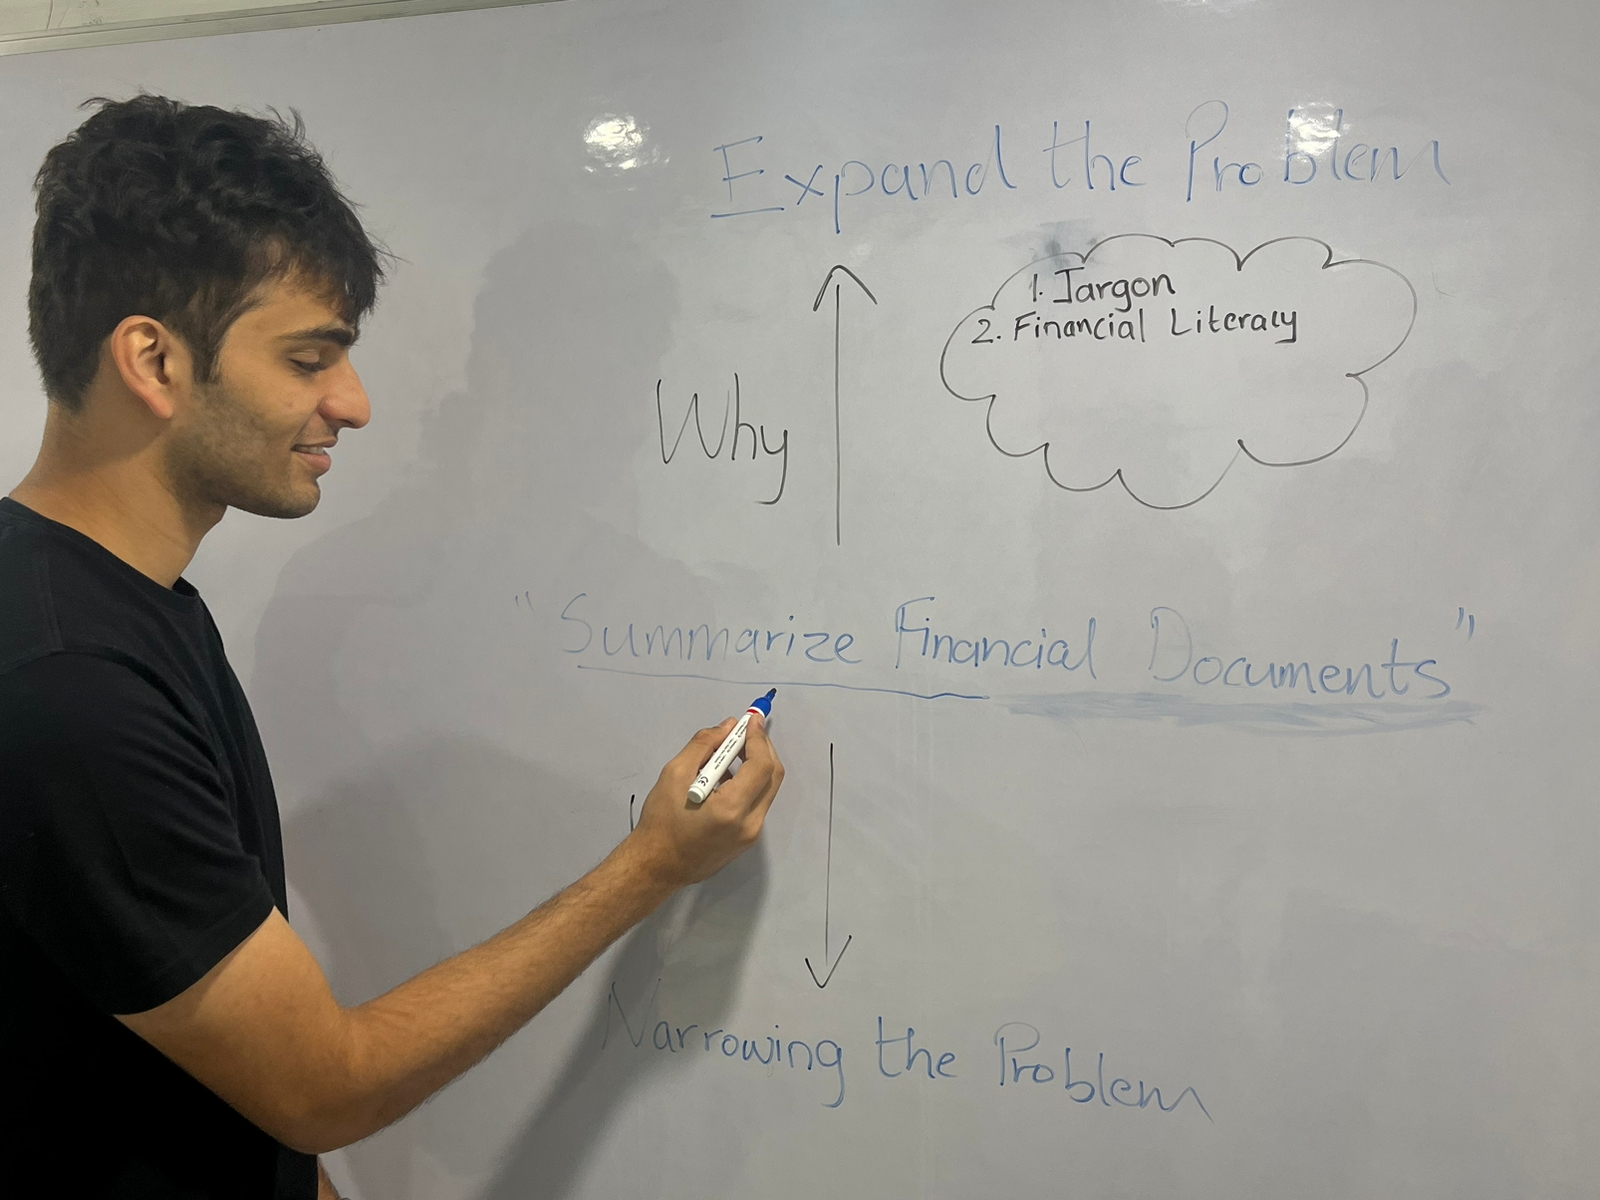 Expand the Problem
1. Jargon
2. Financial Literacy
Why
"Summarize Financial Documents"
Narrowing the Problem